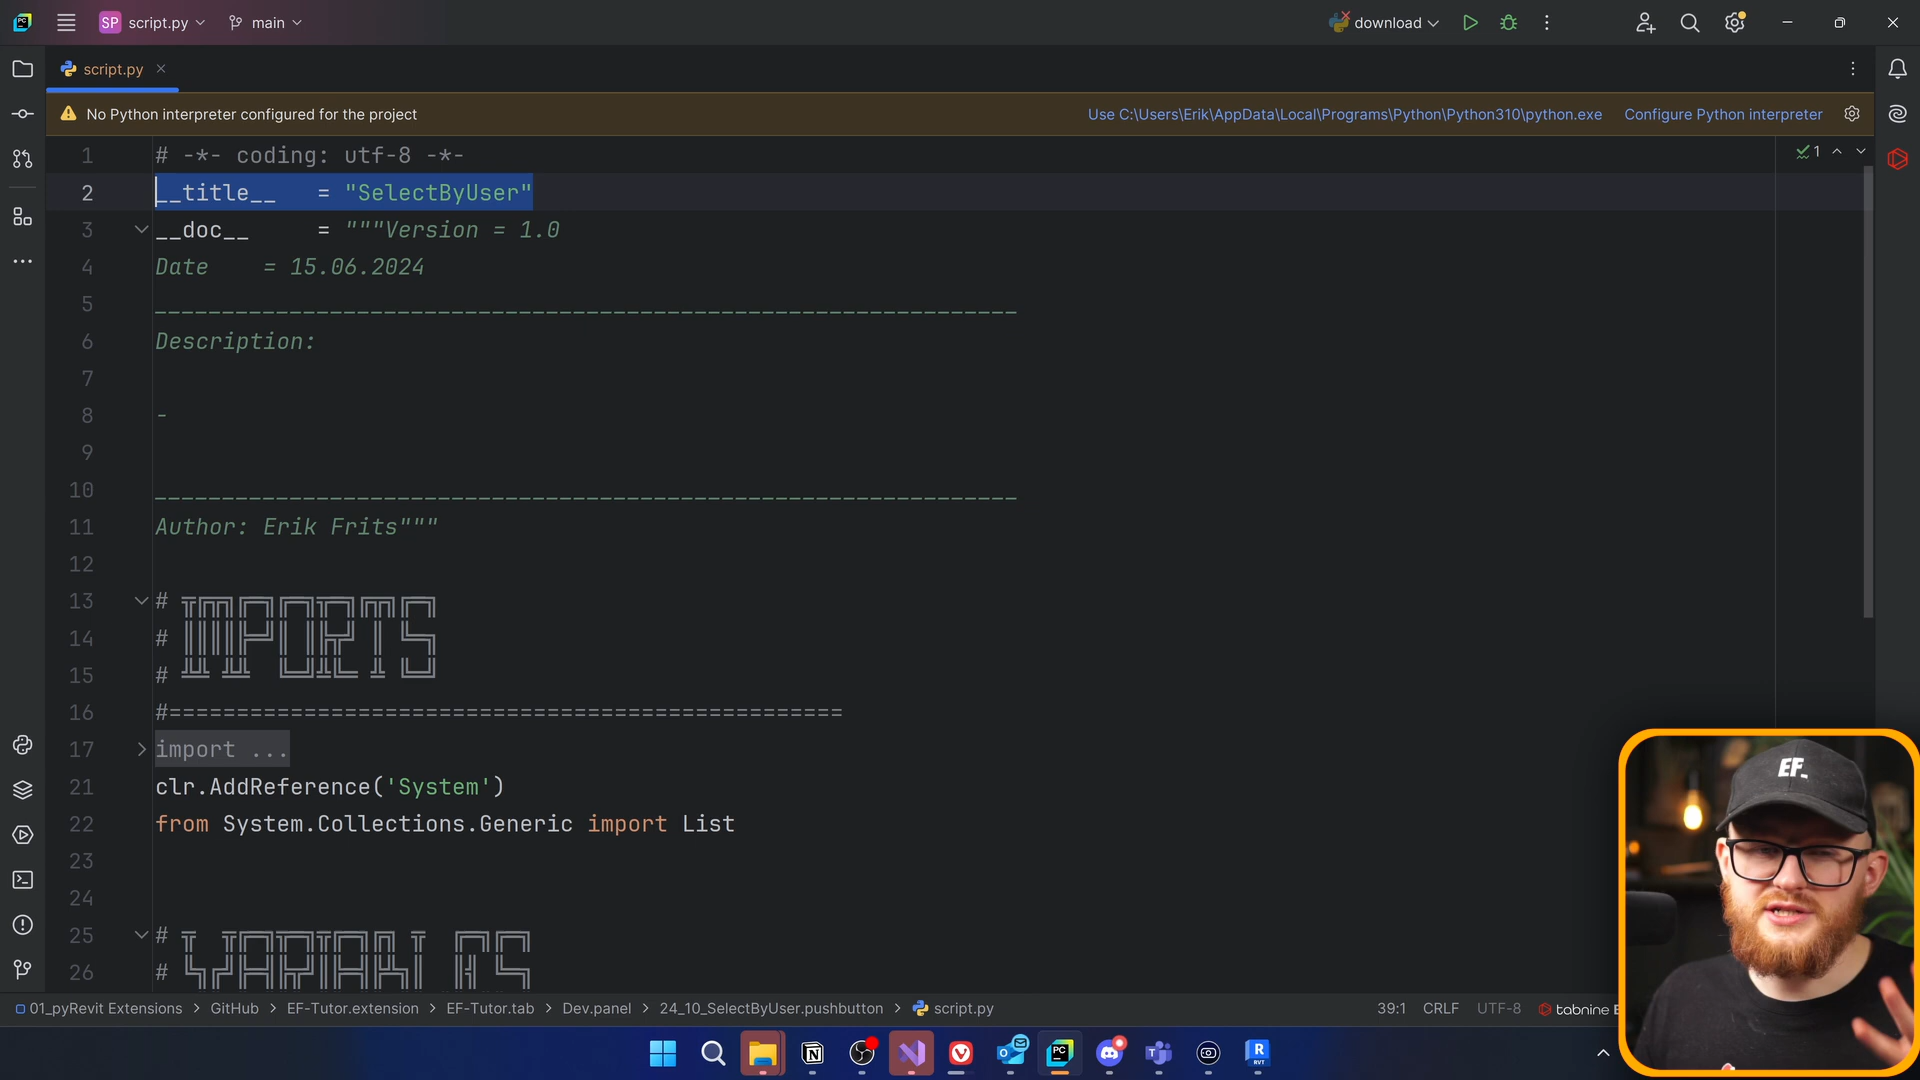 SP script.py main download
script.py
No Python interpreter configured for the project Use C:\Users\Erik\AppData\Local\Programs\Python\Python310\python.exe Configure Python interpreter
1 # -*- coding: utf-8 -*- 1
2 __title__ = "SelectByUser"
3 __doc__ = """Version = 1.0
4 Date = 15.06.2024
5 ________________________________________________________________
6 Description:
7
8 -
9
10 ________________________________________________________________
11 Author: Erik Frits"""
12
13 # IMPORTS
14 #
15 #
16 #==================================================
17 import ...
21 clr.AddReference('System')
22 from System.Collections.Generic import List
23
24
25 # VARIABLES
26 #
01_pyRevit Extensions > GitHub > EF-Tutor.extension > EF-Tutor.tab > Dev.panel > 24_10_SelectByUser.pushbutton > script.py 39:1 CRLF UTF-8 tabnine
EF_